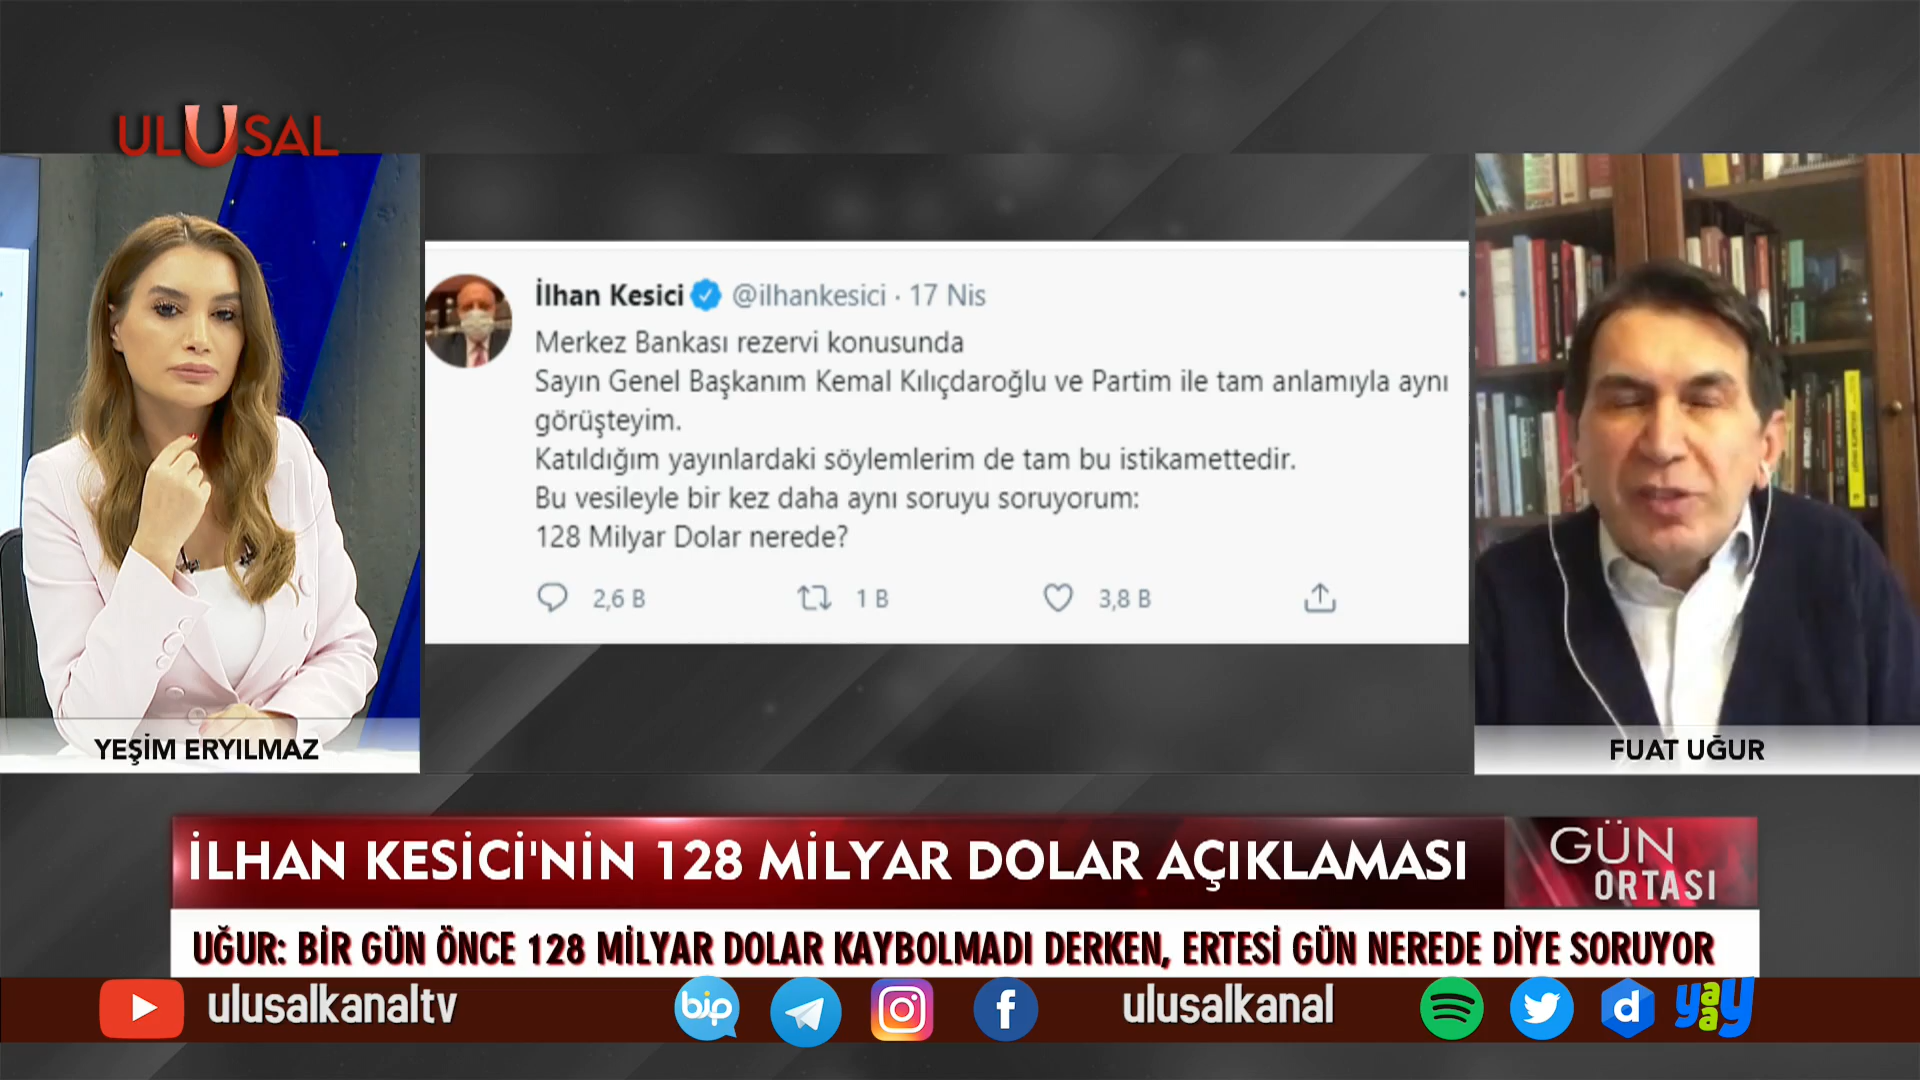 ULUSAL
İlhan Kesici @ilhankesici · 17 Nis
Merkez Bankası rezervi konusunda
Sayın Genel Başkanım Kemal Kılıçdaroğlu ve Partim ile tam anlamıyla aynı
görüşteyim.
Katıldığım yayınlardaki söylemlerim de tam bu istikamettedir.
Bu vesileyle bir kez daha aynı soruyu soruyorum:
128 Milyar Dolar nerede?
2,6 B 1 B 3,8 B
YEŞİM ERYILMAZ
FUAT UĞUR
İLHAN KESİCİ'NİN 128 MİLYAR DOLAR AÇIKLAMASI
GÜN
ORTASI
UĞUR: BİR GÜN ÖNCE 128 MİLYAR DOLAR KAYBOLMADI DERKEN, ERTESİ GÜN NEREDE DİYE SORUYOR
ulusalkanaltv
bip
f
ulusalkanal
d
yaay